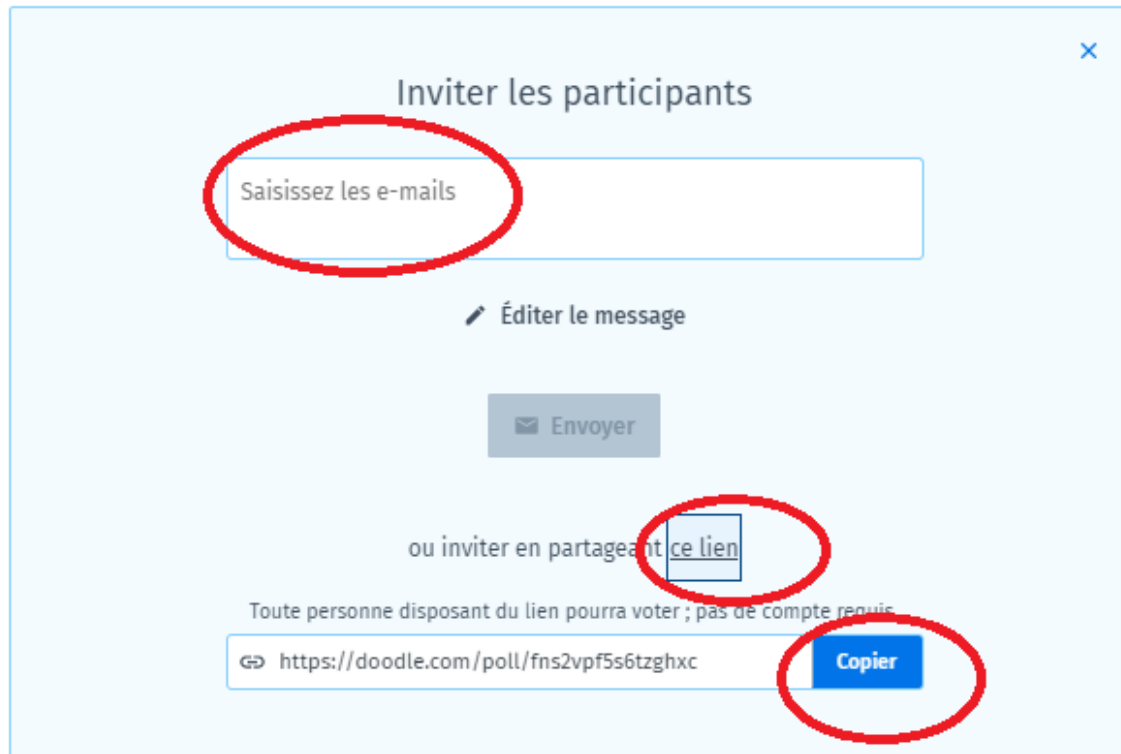 Inviter les participants
Saisissez les e-mails
Éditer le message
Envoyer
ou inviter en partageant ce lien
Toute personne disposant du lien pourra voter ; pas de compte requis
https://doodle.com/poll/fns2vpf5s6tzghxc Copier